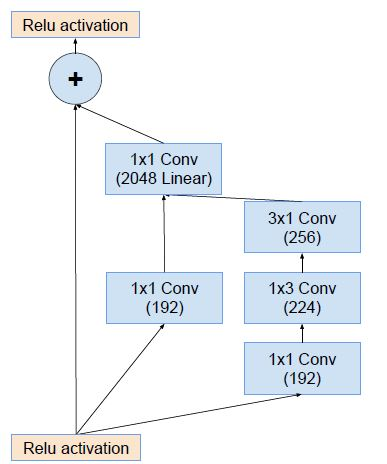 Relu activation
+
1x1 Conv
(2048 Linear)
3x1 Conv
(256)
1x1 Conv
(192)
1x3 Conv
(224)
1x1 Conv
(192)
Relu activation